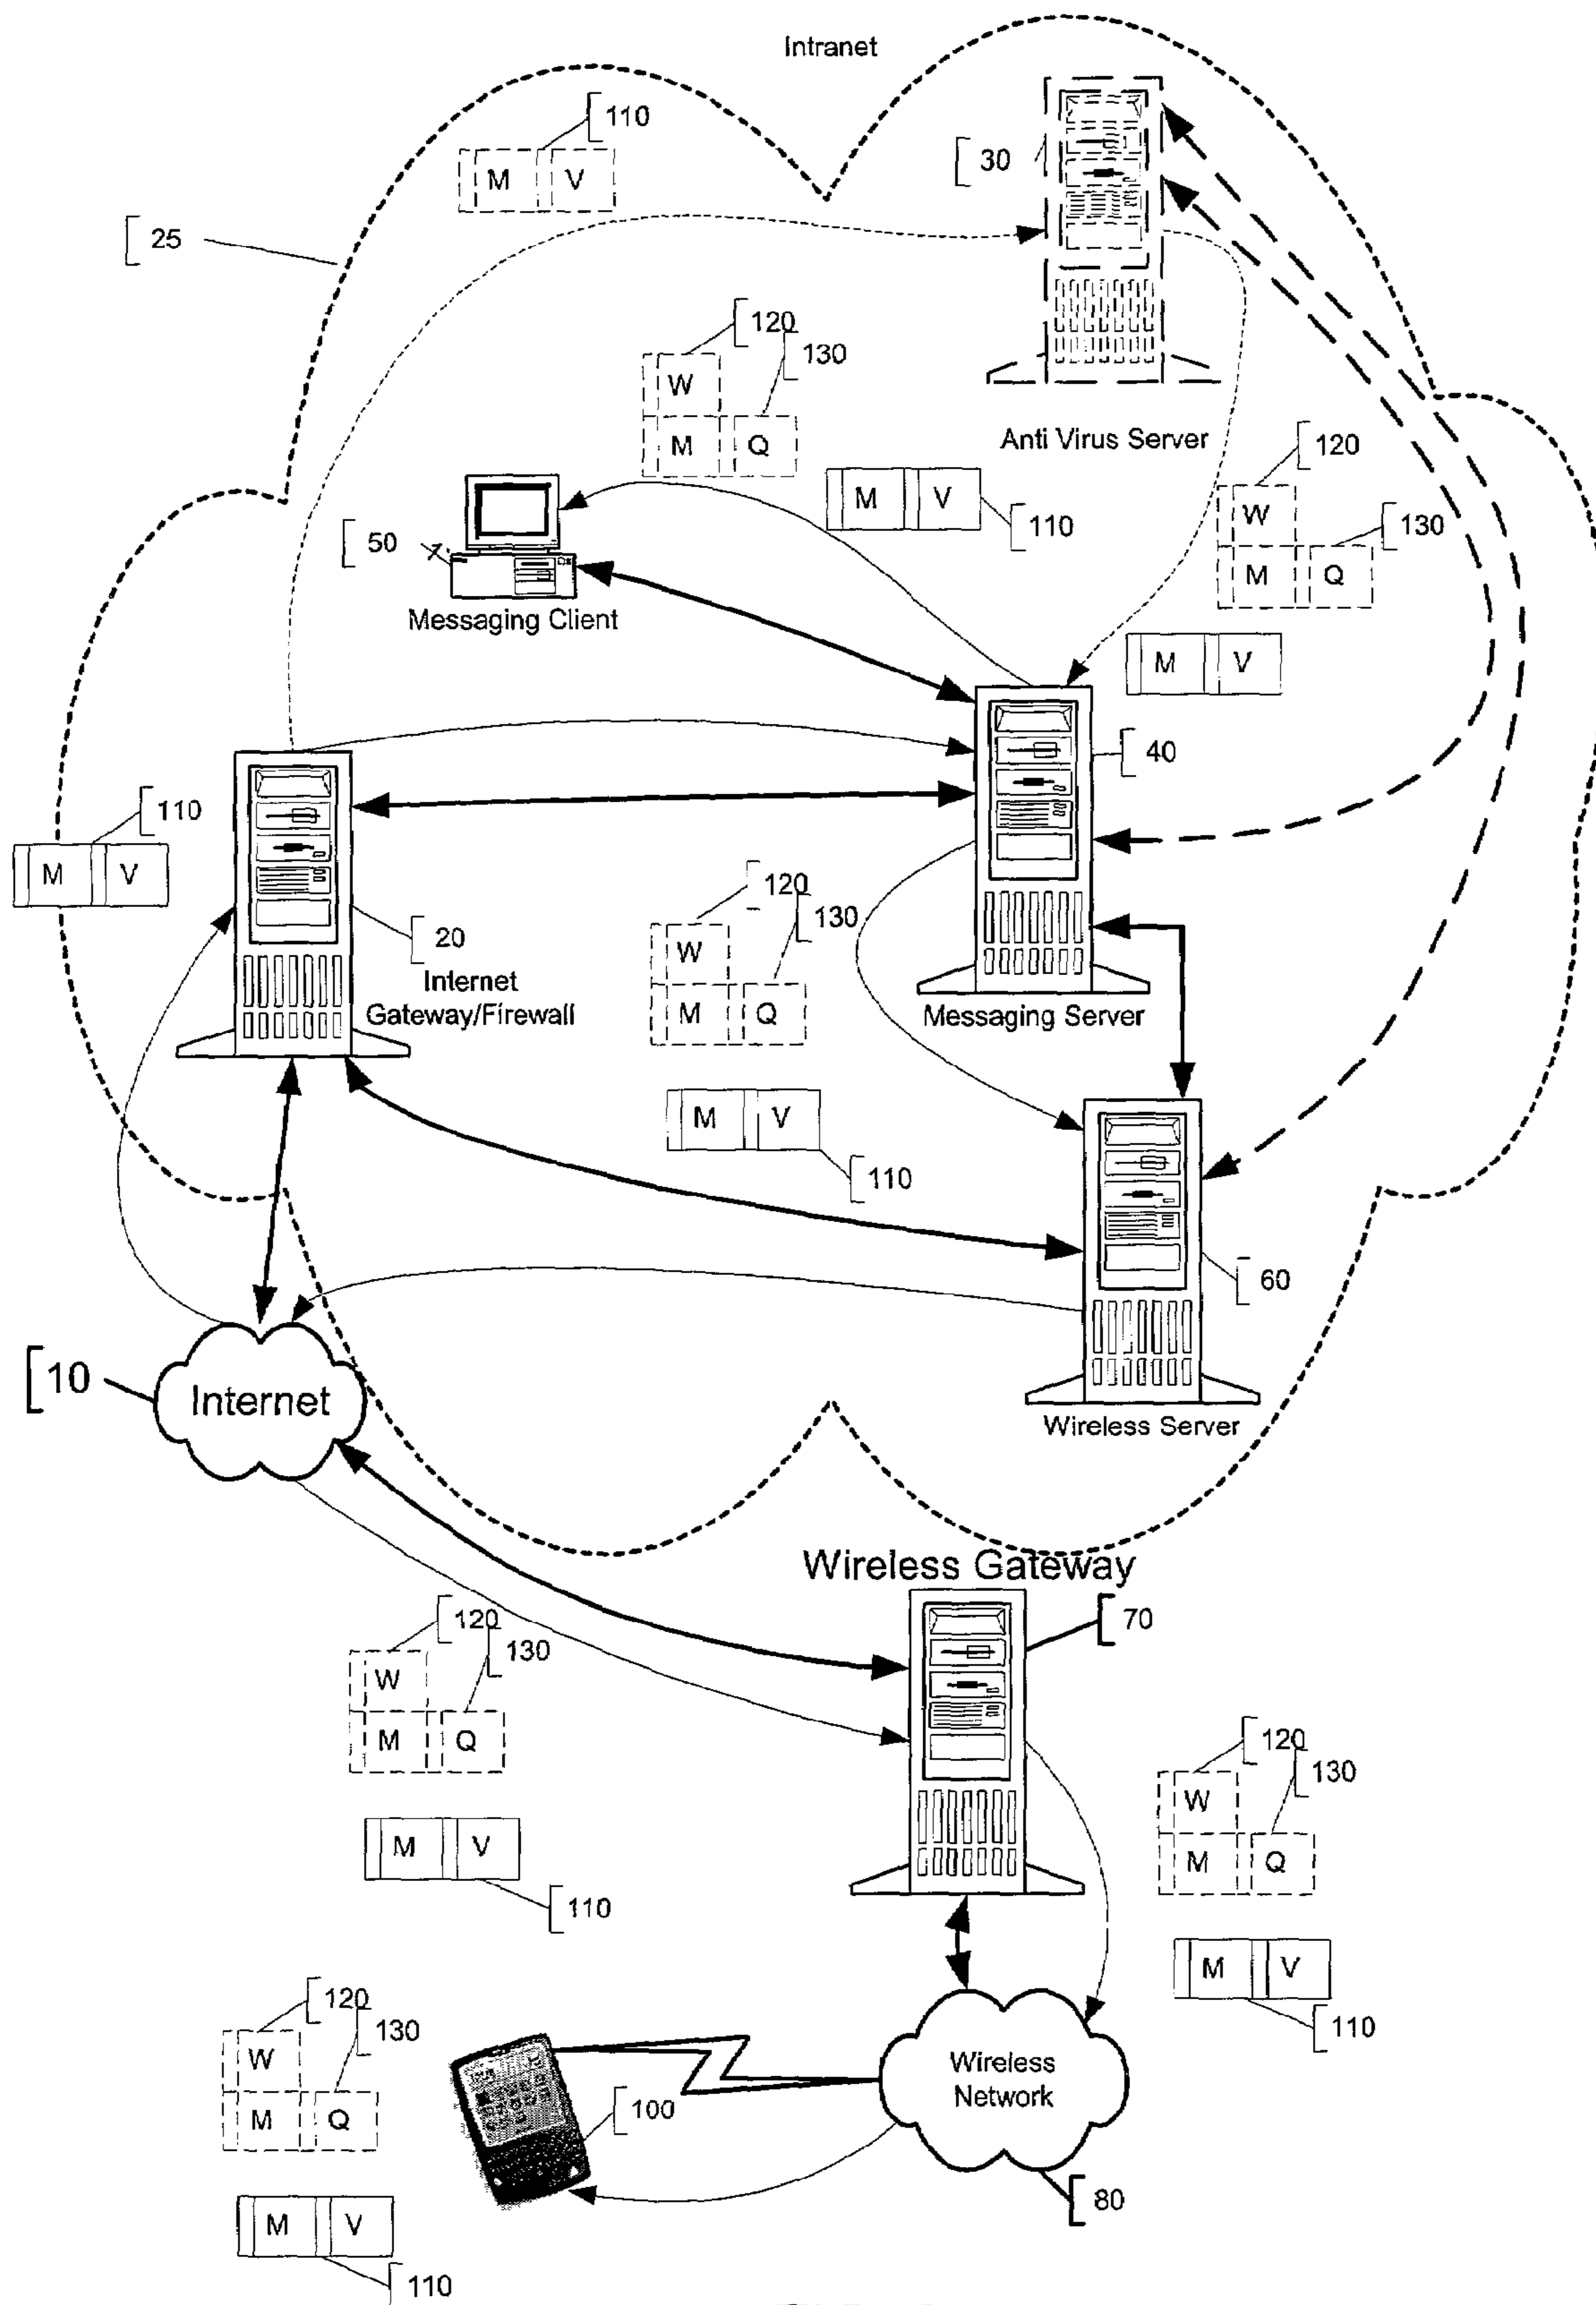 Intranet
110
M V
30
25
120
130
W
M Q
Anti Virus Server
120
M V
110
W
130
M Q
50
Messaging Client
M V
40
110
M V
120
130
W
20
M Q
Internet
Gateway/Firewall
Messaging Server
M V
110
60
10
Internet
Wireless Server
Wireless Gateway
70
120
130
W
M Q
120
130
W
M Q
M V
110
M V
110
120
130
W
M Q
Wireless
Network
100
80
M V
110